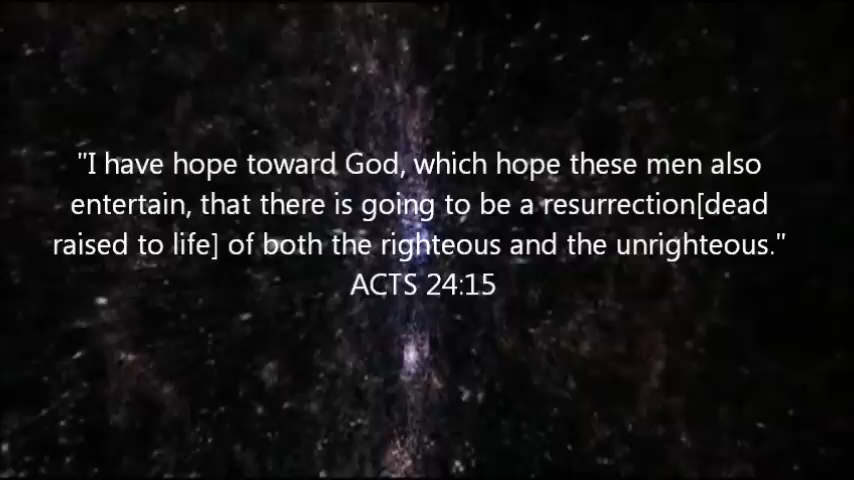 "I have hope toward God, which hope these men also
entertain, that there is going to be a resurrection[dead
raised to life] of both the righteous and the unrighteous."
ACTS 24:15